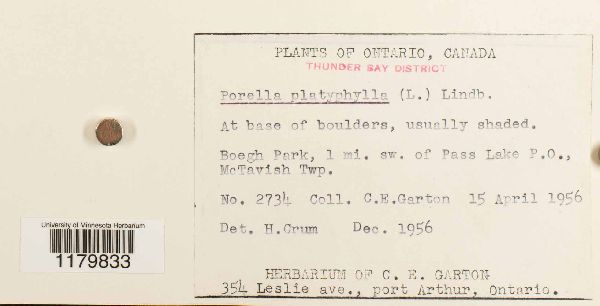 PLANTS OF ONTARIO, CANADA
THUNDER BAY DISTRICT
Porella platyphylla (L.) Lindb.
At base of boulders, usually shaded.
Boegh Park, 1 mi. sw. of Pass Lake P.O.,
McTavish Twp.
No. 2734 Coll. C.E.Garton 15 April 1956
Det. H.Crum Dec. 1956
HERBARIUM OF C. E. GARTON
354 Leslie ave., port Arthur, Ontario.
University of Minnesota Herbarium
1179833